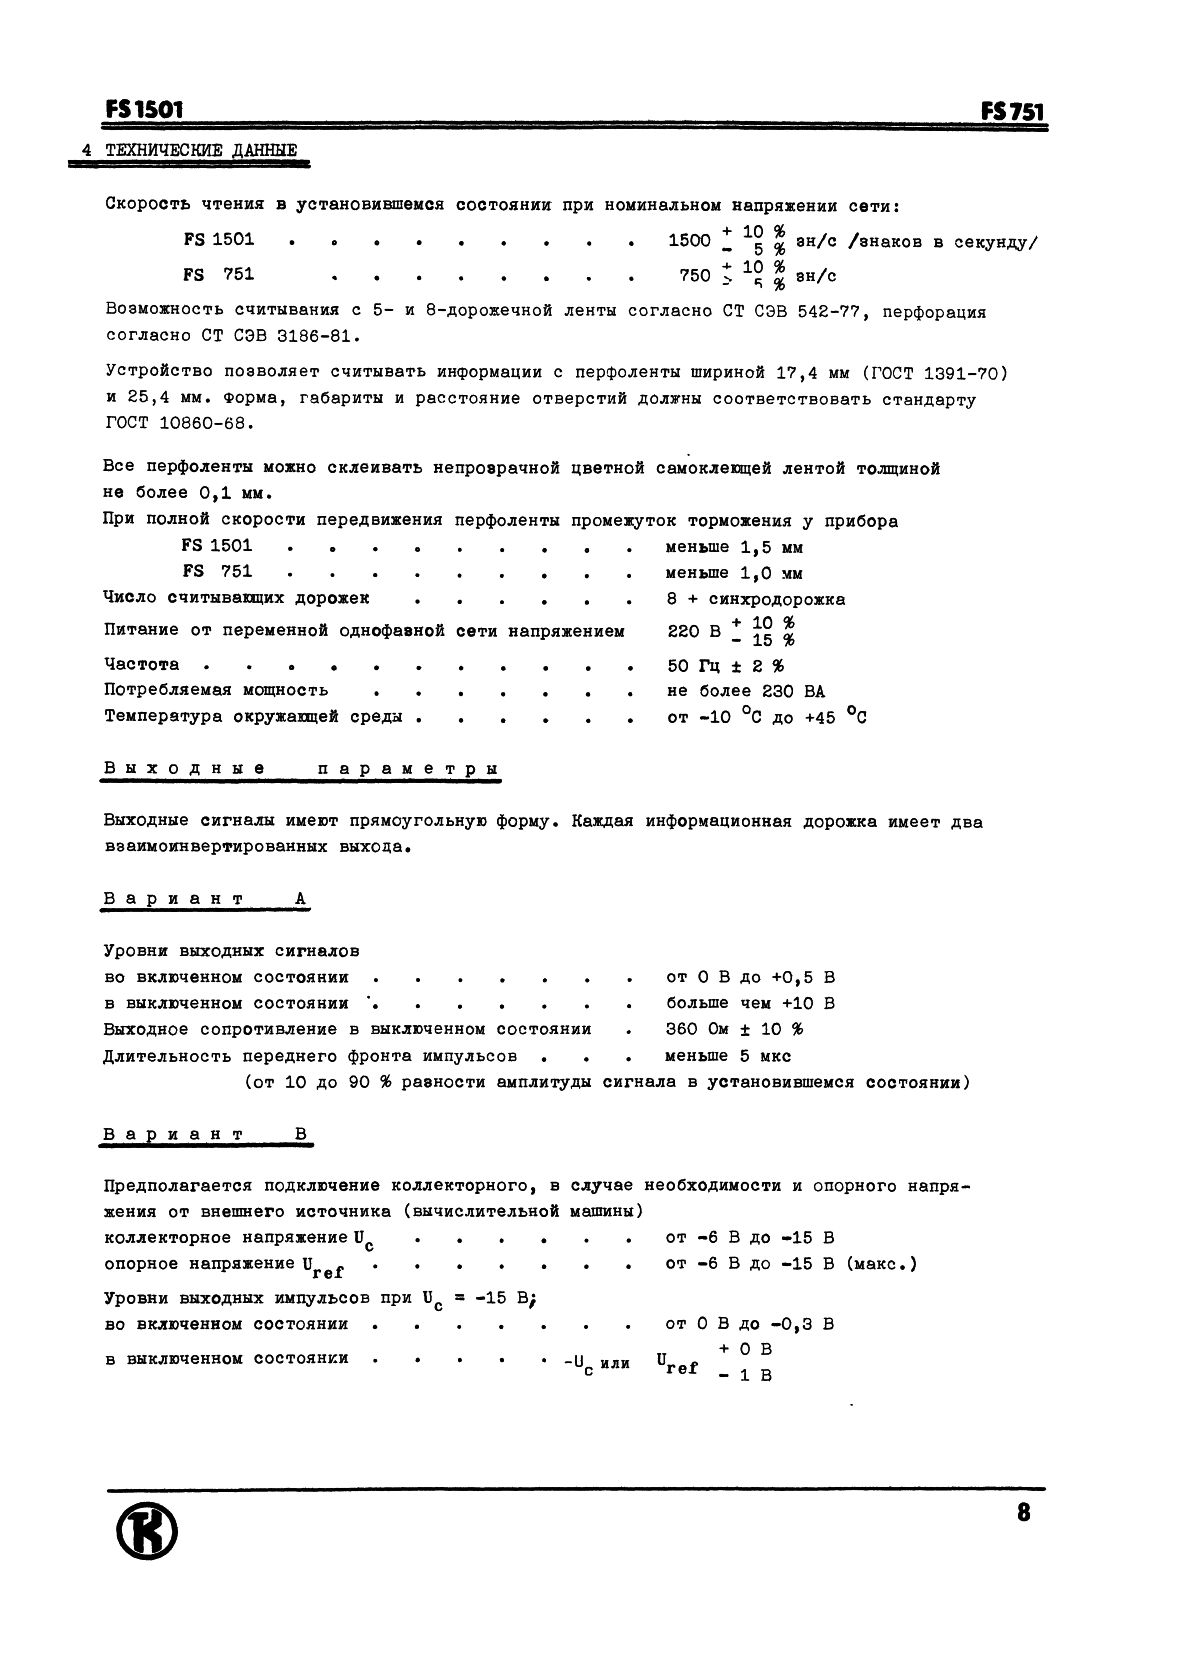 FS 1501 FS 751
4 ТЕХНИЧЕСКИЕ ДАННЫЕ
Скорость чтения в установившемся состоянии при номинальном напряжении сети:
FS 1501 . . . . . . . . . 1500 + 10 % - 5 % зн/с /знаков в секунду/
FS 751 . . . . . . . . 750 + 10 % - 5 % зн/с
Возможность считывания с 5- и 8-дорожечной ленты согласно СТ СЭВ 542-77, перфорация
согласно СТ СЭВ 3186-81.
Устройство позволяет считывать информации с перфоленты шириной 17,4 мм (ГОСТ 1391-70)
и 25,4 мм. Форма, габариты и расстояние отверстий должны соответствовать стандарту
ГОСТ 10860-68.
Все перфоленты можно склеивать непрозрачной цветной самоклеющей лентой толщиной
не более 0,1 мм.
При полной скорости передвижения перфоленты промежуток торможения у прибора
FS 1501 . . . . . . . . . меньше 1,5 мм
FS 751 . . . . . . . . . меньше 1,0 мм
Число считывающих дорожек . . . . . . 8 + синхродорожка
Питание от переменной однофазной сети напряжением 220 В + 10 % - 15 %
Частота . . . . . . . . . . . 50 Гц ± 2 %
Потребляемая мощность . . . . . . . не более 230 ВА
Температура окружающей среды . . . . . . от -10 °C до +45 °C
Выходные параметры
Выходные сигналы имеют прямоугольную форму. Каждая информационная дорожка имеет два
взаимоинвертированных выхода.
Вариант А
Уровни выходных сигналов
во включенном состоянии . . . . . . . от 0 В до +0,5 В
в выключенном состоянии . . . . . . . больше чем +10 В
Выходное сопротивление в выключенном состоянии . 360 Ом ± 10 %
Длительность переднего фронта импульсов . . . меньше 5 мкс
(от 10 до 90 % разности амплитуды сигнала в установившемся состоянии)
Вариант В
Предполагается подключение коллекторного, в случае необходимости и опорного напря-
жения от внешнего источника (вычислительной машины)
коллекторное напряжение Uc . . . . . . от -6 В до -15 В
опорное напряжение Uref . . . . . . . от -6 В до -15 В (макс.)
Уровни выходных импульсов при Uc = -15 В;
во включенном состоянии . . . . . . . от 0 В до -0,3 В
в выключенном состоянии . . . . . -Uc или Uref + 0 В - 1 В
TK
8